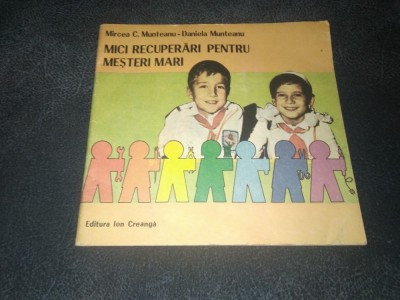 Mircea C. Munteanu - Daniela Munteanu
MICI RECUPERĂRI PENTRU
MEȘTERI MARI
Editura Ion Creangă